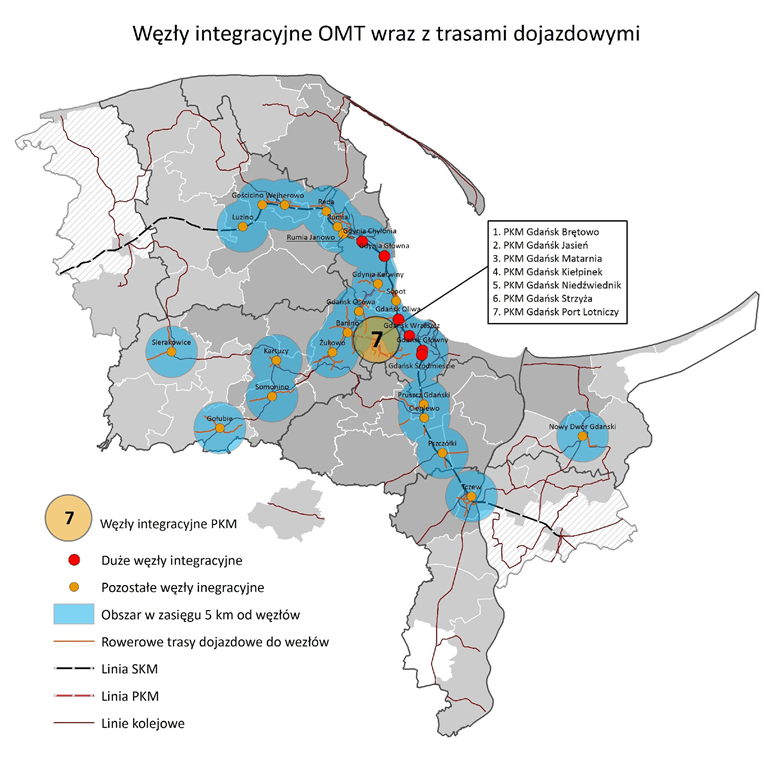 Węzły integracyjne OMT wraz z trasami dojazdowymi
Gościcino Wejherowo
Reda
Luzino
Rumia
Rumia Janowo
Gdynia Chylonia
Gdynia Główna
Gdynia Karwiny
Sopot
Gdańsk Osowa
Gdańsk Oliwa
Banino
Gdańsk Wrzeszcz
Żukowo
Gdańsk Główny
Gdańsk Śródmieście
Sierakowice
Kartuzy
Somonino
Gołubie
Pruszcz Gdański
Cieplewo
Pszczółki
Nowy Dwór Gdański
Tczew
7
1. PKM Gdańsk Brętowo
2. PKM Gdańśk Jasień
3. PKM Gdańśk Matarnia
4. PKM Gdańsk Kiełpinek
5. PKM Gdańsk Niedźwiednik
6. PKM Gdańsk Strzyża
7. PKM Gdańsk Port Lotniczy
7
Węzły integracyjne PKM
Duże węzły integracyjne
Pozostałe węzły inegracyjne
Obszar w zasięgu 5 km od węzłów
Rowerowe trasy dojazdowe do wezłów
Linia SKM
Linia PKM
Linie kolejowe